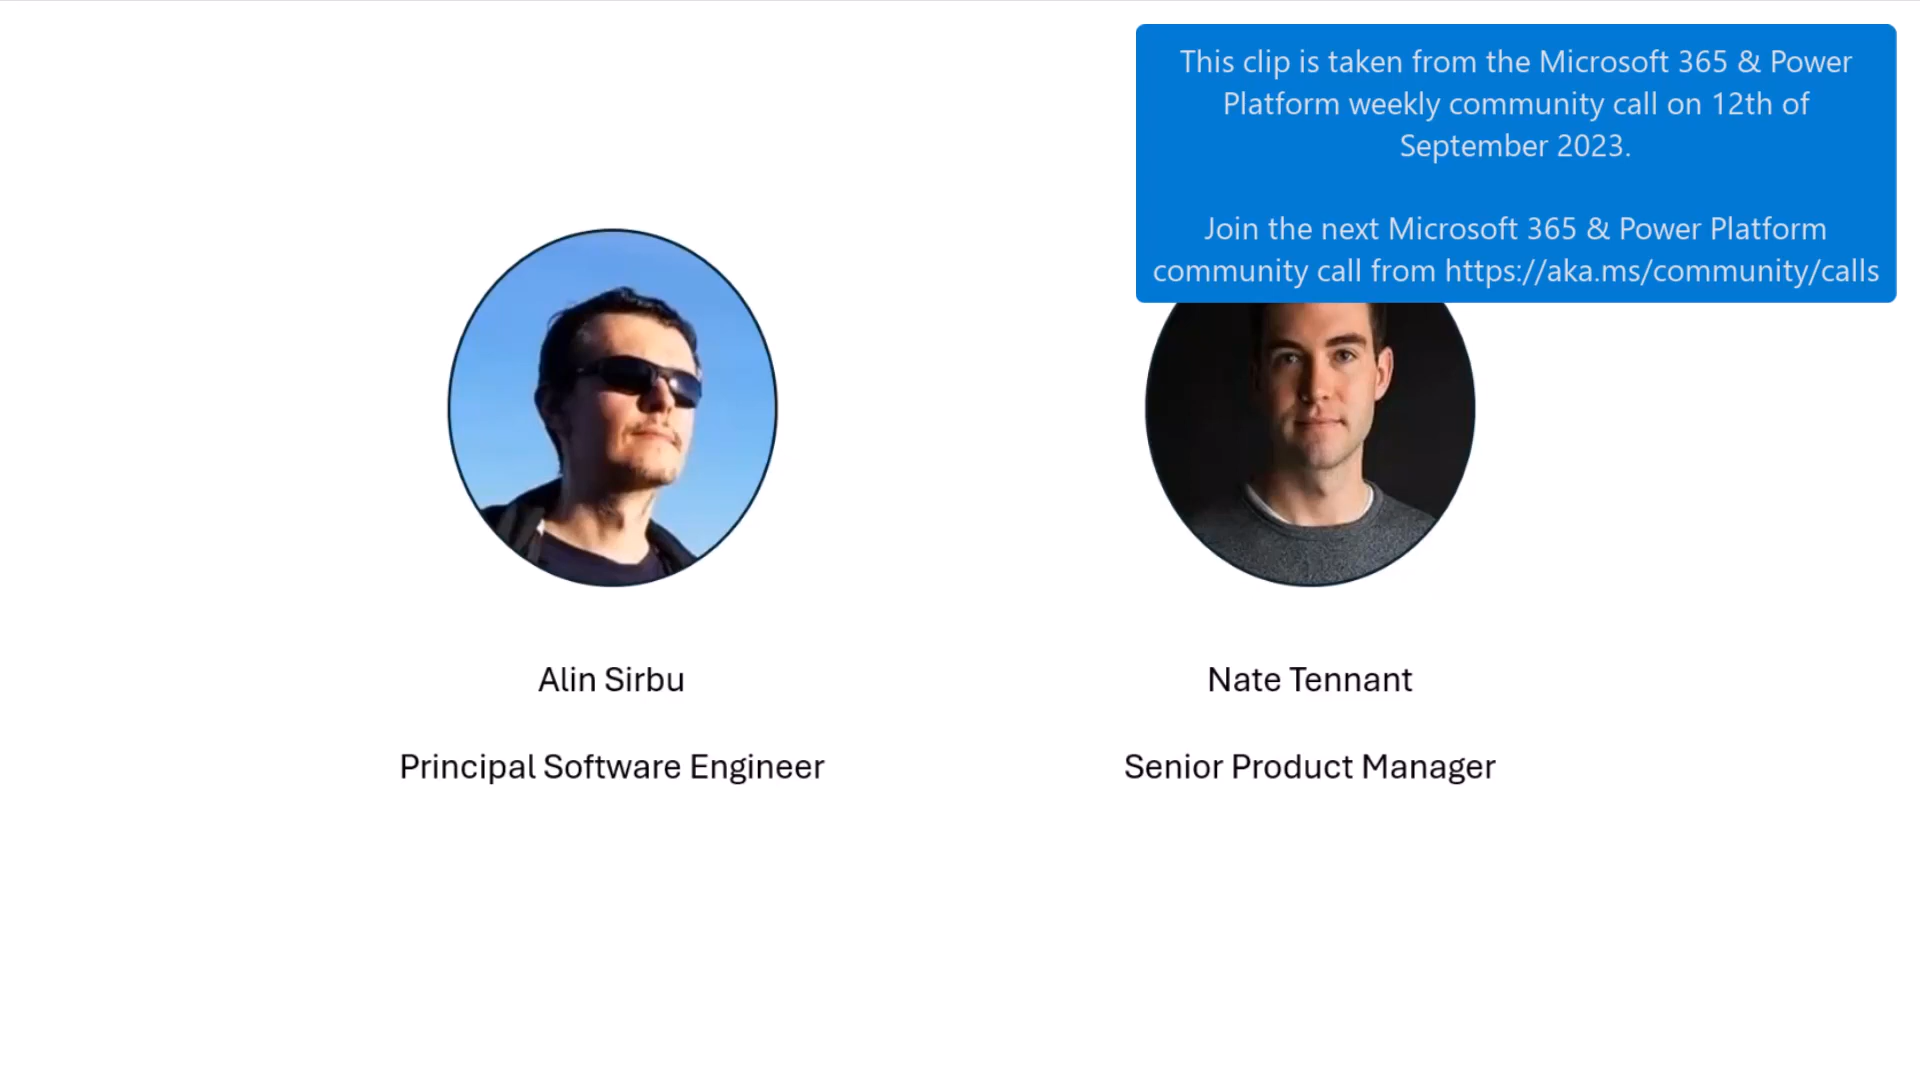 This clip is taken from the Microsoft 365 & Power
Platform weekly community call on 12th of
September 2023.
Join the next Microsoft 365 & Power Platform
community call from https://aka.ms/community/calls
Alin Sirbu
Principal Software Engineer
Nate Tennant
Senior Product Manager